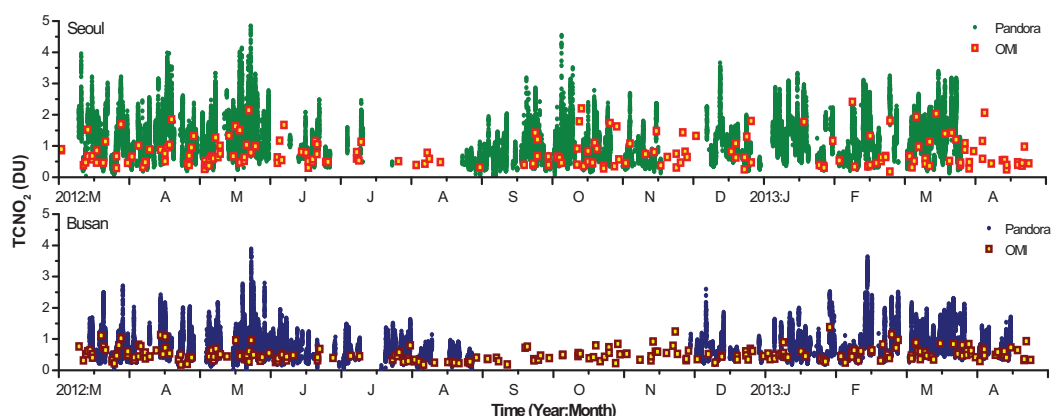 Seoul
Pandora
OMI
5
4
3
2
1
0
2012:M A M J J A S O N D 2013:J F M A
TCNO₂ (DU)
Busan
Pandora
OMI
5
4
3
2
1
0
2012:M A M J J A S O N D 2013:J F M A
Time (Year:Month)